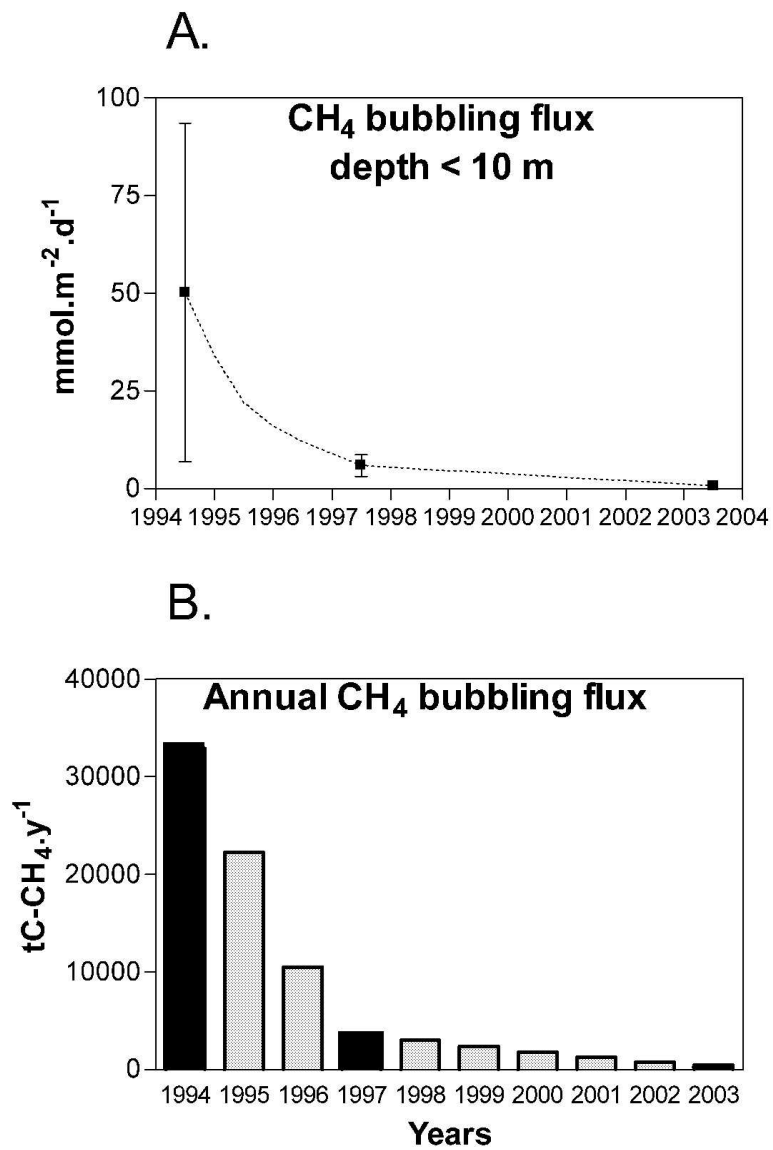 A.
CH₄ bubbling flux
depth < 10 m
mmol.m⁻².d⁻¹
100
75
50
25
0
1994 1995 1996 1997 1998 1999 2000 2001 2002 2003 2004
B.
Annual CH₄ bubbling flux
tC-CH₄.y⁻¹
40000
30000
20000
10000
0
1994 1995 1996 1997 1998 1999 2000 2001 2002 2003
Years